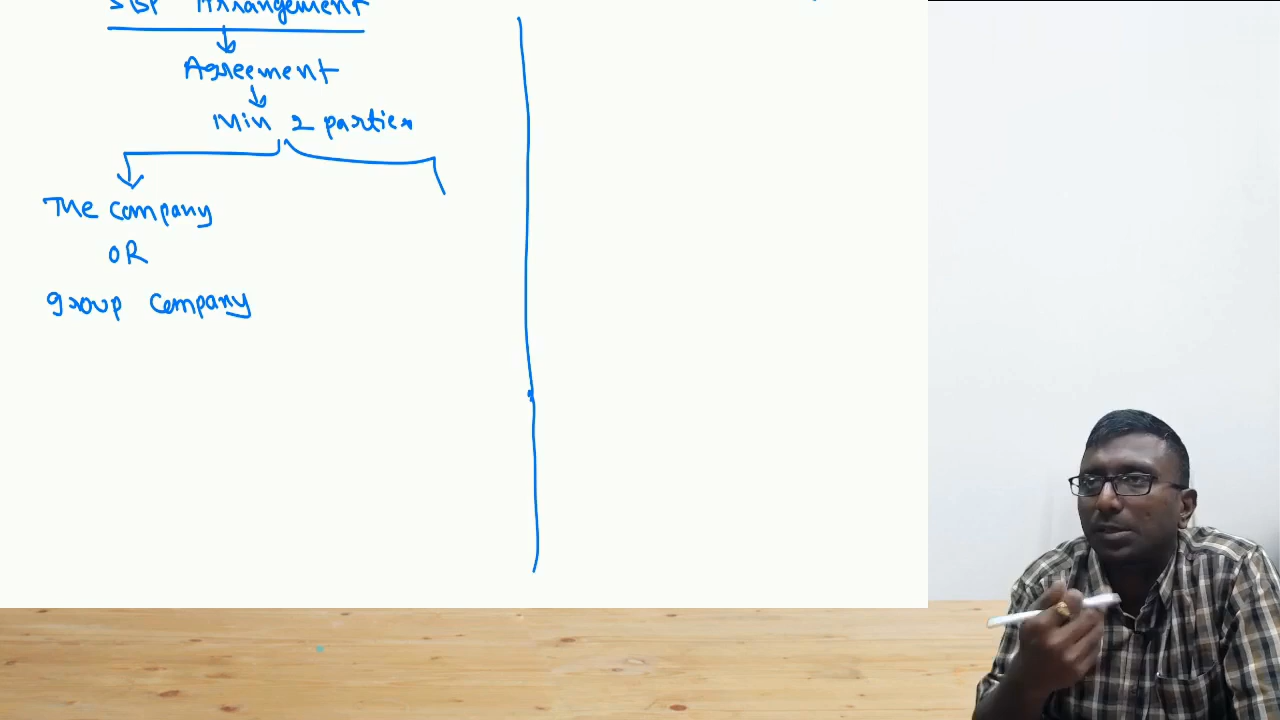 SBP Arrangement
Agreement
Min 2 parties
The Company
OR
group Company